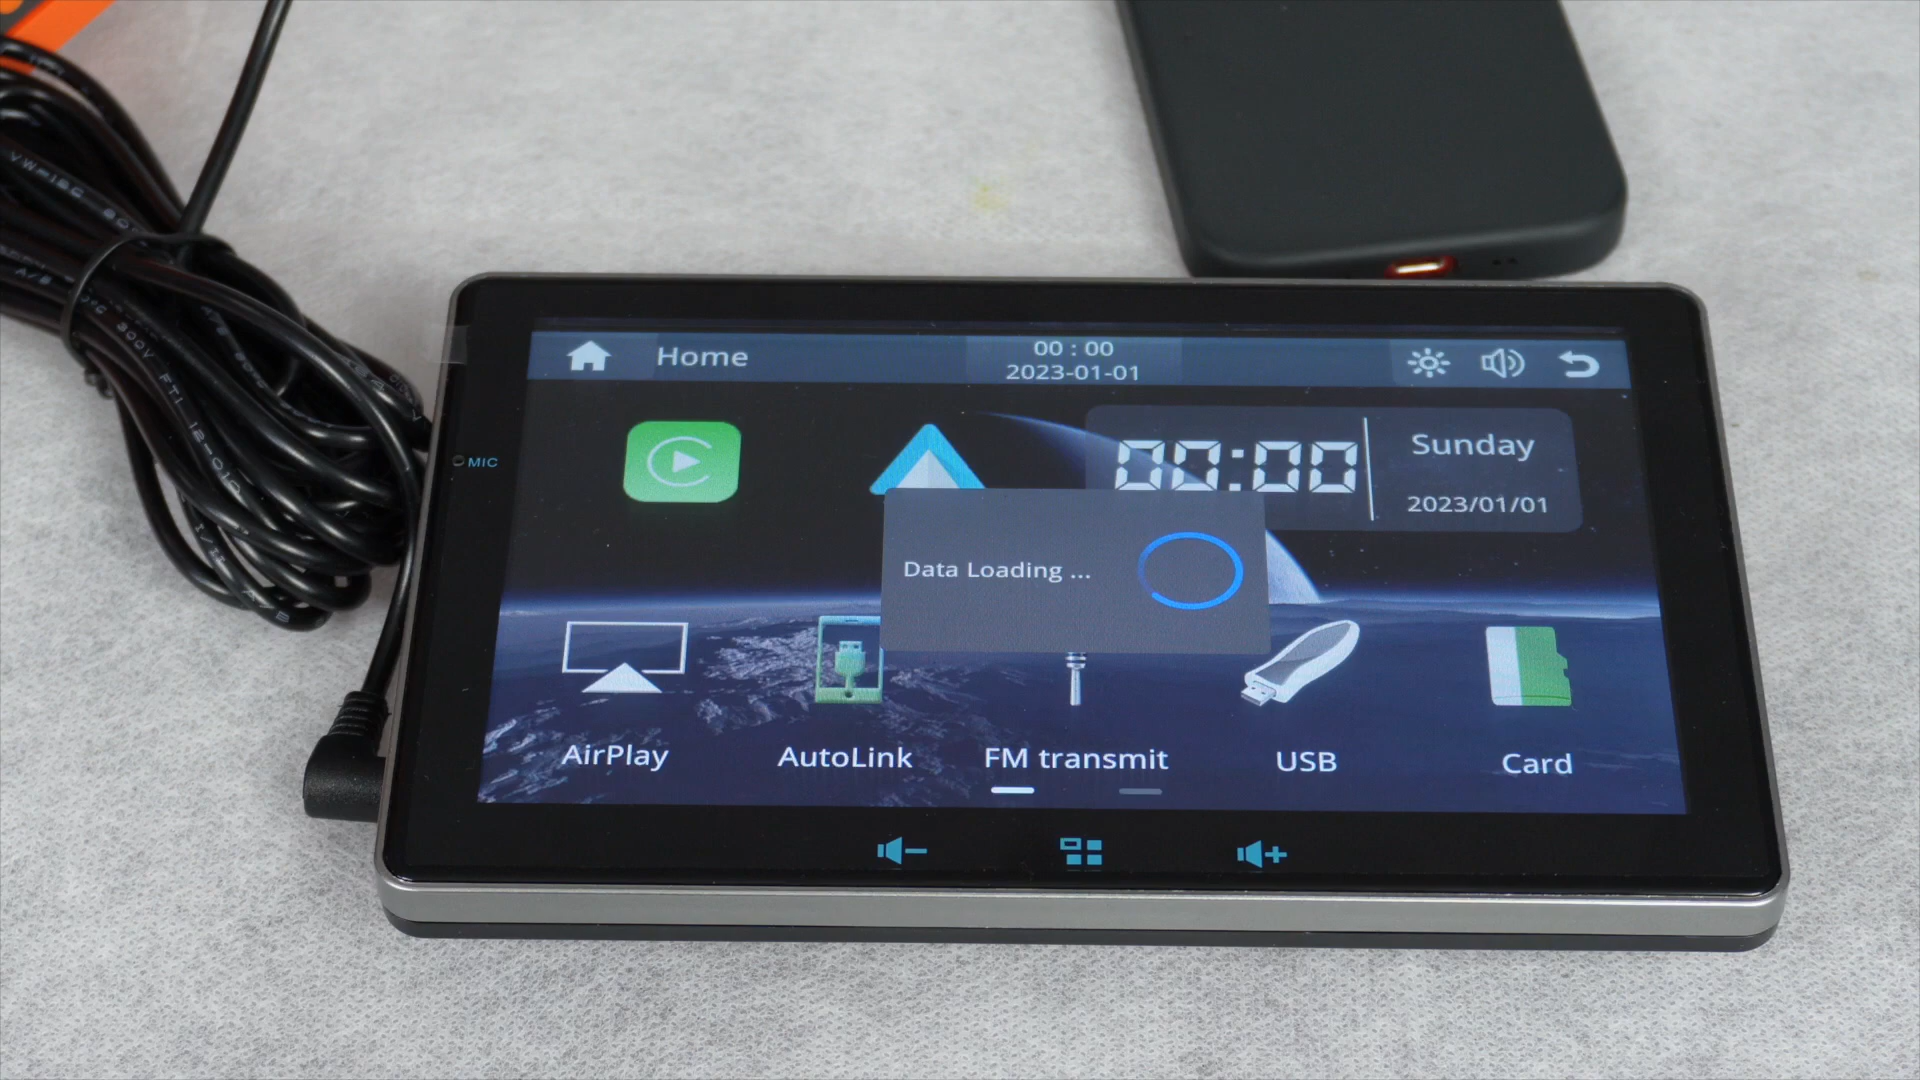 Home
00 : 00
2023-01-01
00:00
Sunday
2023/01/01
MIC
Data Loading ...
AirPlay
AutoLink
FM transmit
USB
Card